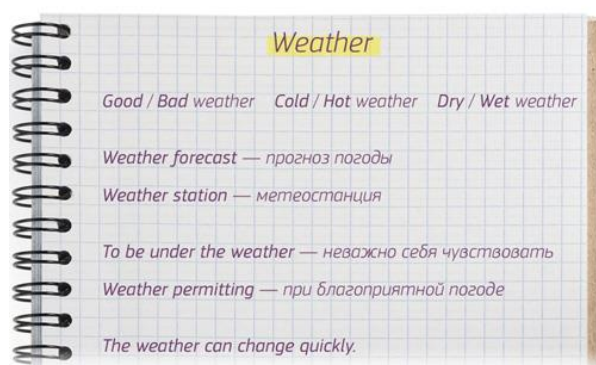 Weather
Good / Bad weather Cold / Hot weather Dry / Wet weather
Weather forecast — прогноз погоды
Weather station — метеостанция
To be under the weather — неважно себя чувствовать
Weather permitting — при благоприятной погоде
The weather can change quickly.